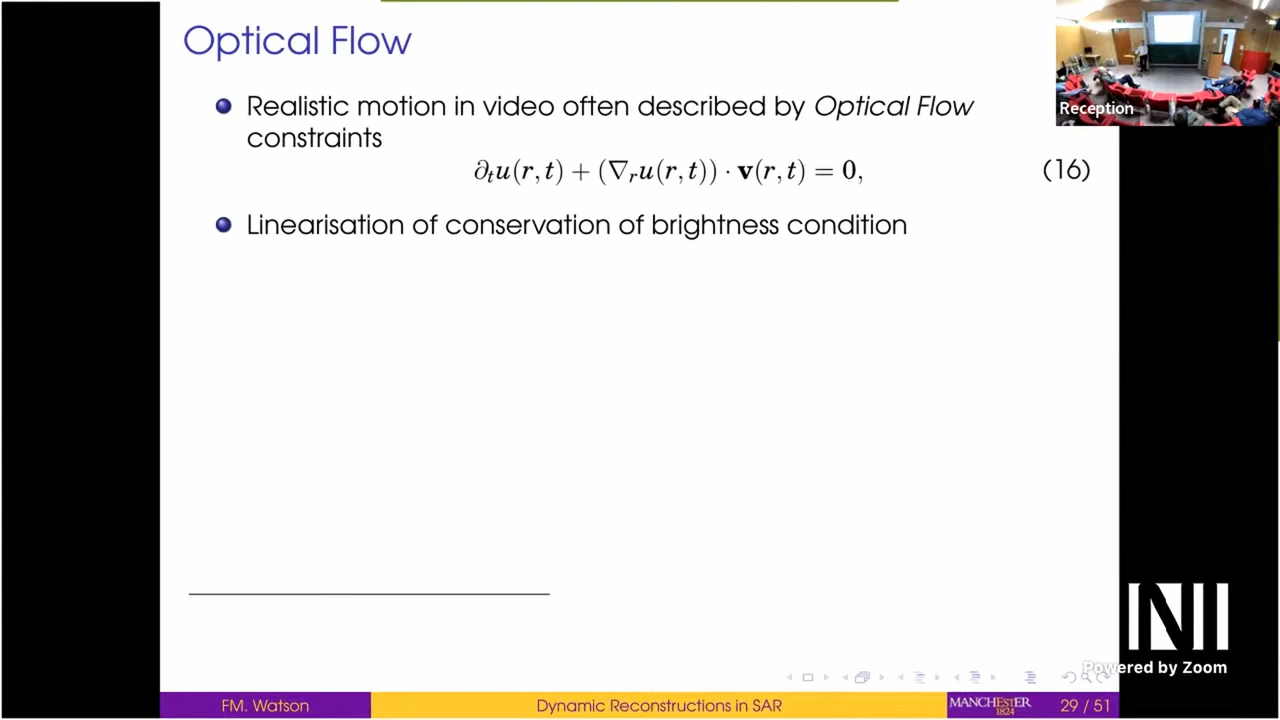 Optical Flow
Realistic motion in video often described by Optical Flow
constraints
∂ₜu(r, t) + (∇ᵣu(r, t)) · v(r, t) = 0,
(16)
Linearisation of conservation of brightness condition
Reception
NI
Powered by Zoom
FM. Watson
Dynamic Reconstructions in SAR
MANCHESTER
1824
29 / 51